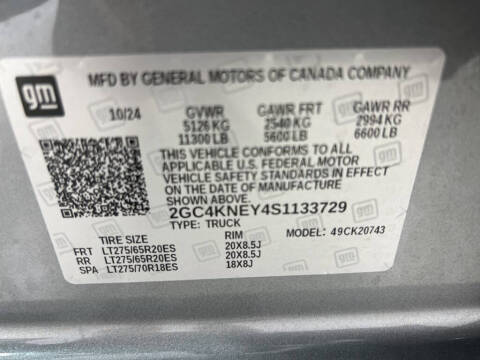 gm MFD BY GENERAL MOTORS OF CANADA COMPANY
10/24 GVWR GAWR FRT GAWR RR
5126 KG 2540 KG 2994 KG
11300 LB 5600 LB 6600 LB
THIS VEHICLE CONFORMS TO ALL
APPLICABLE U.S. FEDERAL MOTOR
VEHICLE SAFETY STANDARDS IN EFFECT
ON THE DATE OF MANUFACTURE
SHOWN ABOVE.
2GC4KNEY4S1133729
TYPE: TRUCK MODEL: 49CK20743
TIRE SIZE RIM
FRT LT275/65R20ES 20X8.5J
RR LT275/65R20ES 20X8.5J
SPA LT275/70R18ES 18X8J